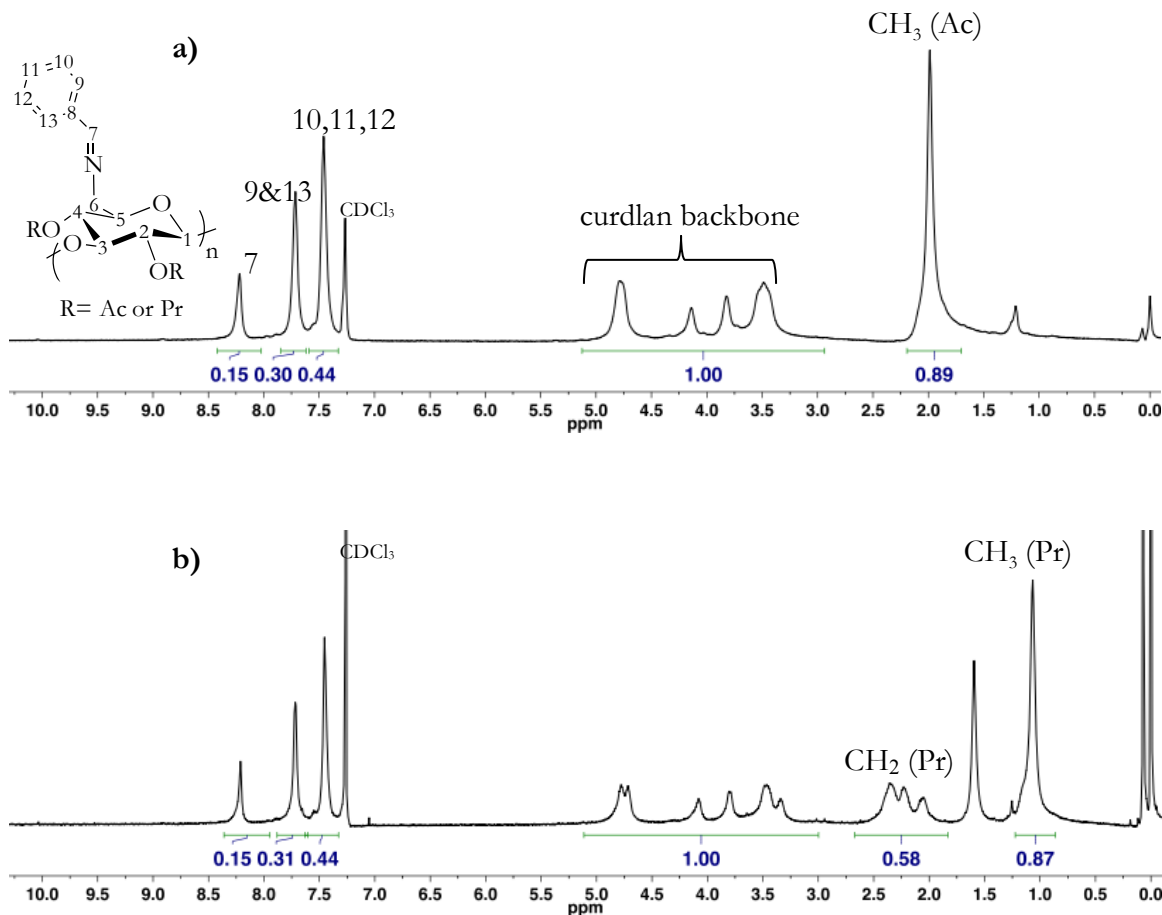 a)
CH₃ (Ac)
11 10
12 9
13 8
7
N
6
4 O
RO 5
O 2 1
3 n
OR
R= Ac or Pr
10,11,12
9&13
7
CDCl₃
curdlan backbone
0.15 0.30 0.44 1.00 0.89
10.0 9.5 9.0 8.5 8.0 7.5 7.0 6.5 6.0 5.5 5.0 4.5 4.0 3.5 3.0 2.5 2.0 1.5 1.0 0.5 0.0
ppm
b)
CDCl₃
CH₃ (Pr)
CH₂ (Pr)
0.15 0.31 0.44 1.00 0.58 0.87
10.0 9.5 9.0 8.5 8.0 7.5 7.0 6.5 6.0 5.5 5.0 4.5 4.0 3.5 3.0 2.5 2.0 1.5 1.0 0.5 0.0
ppm